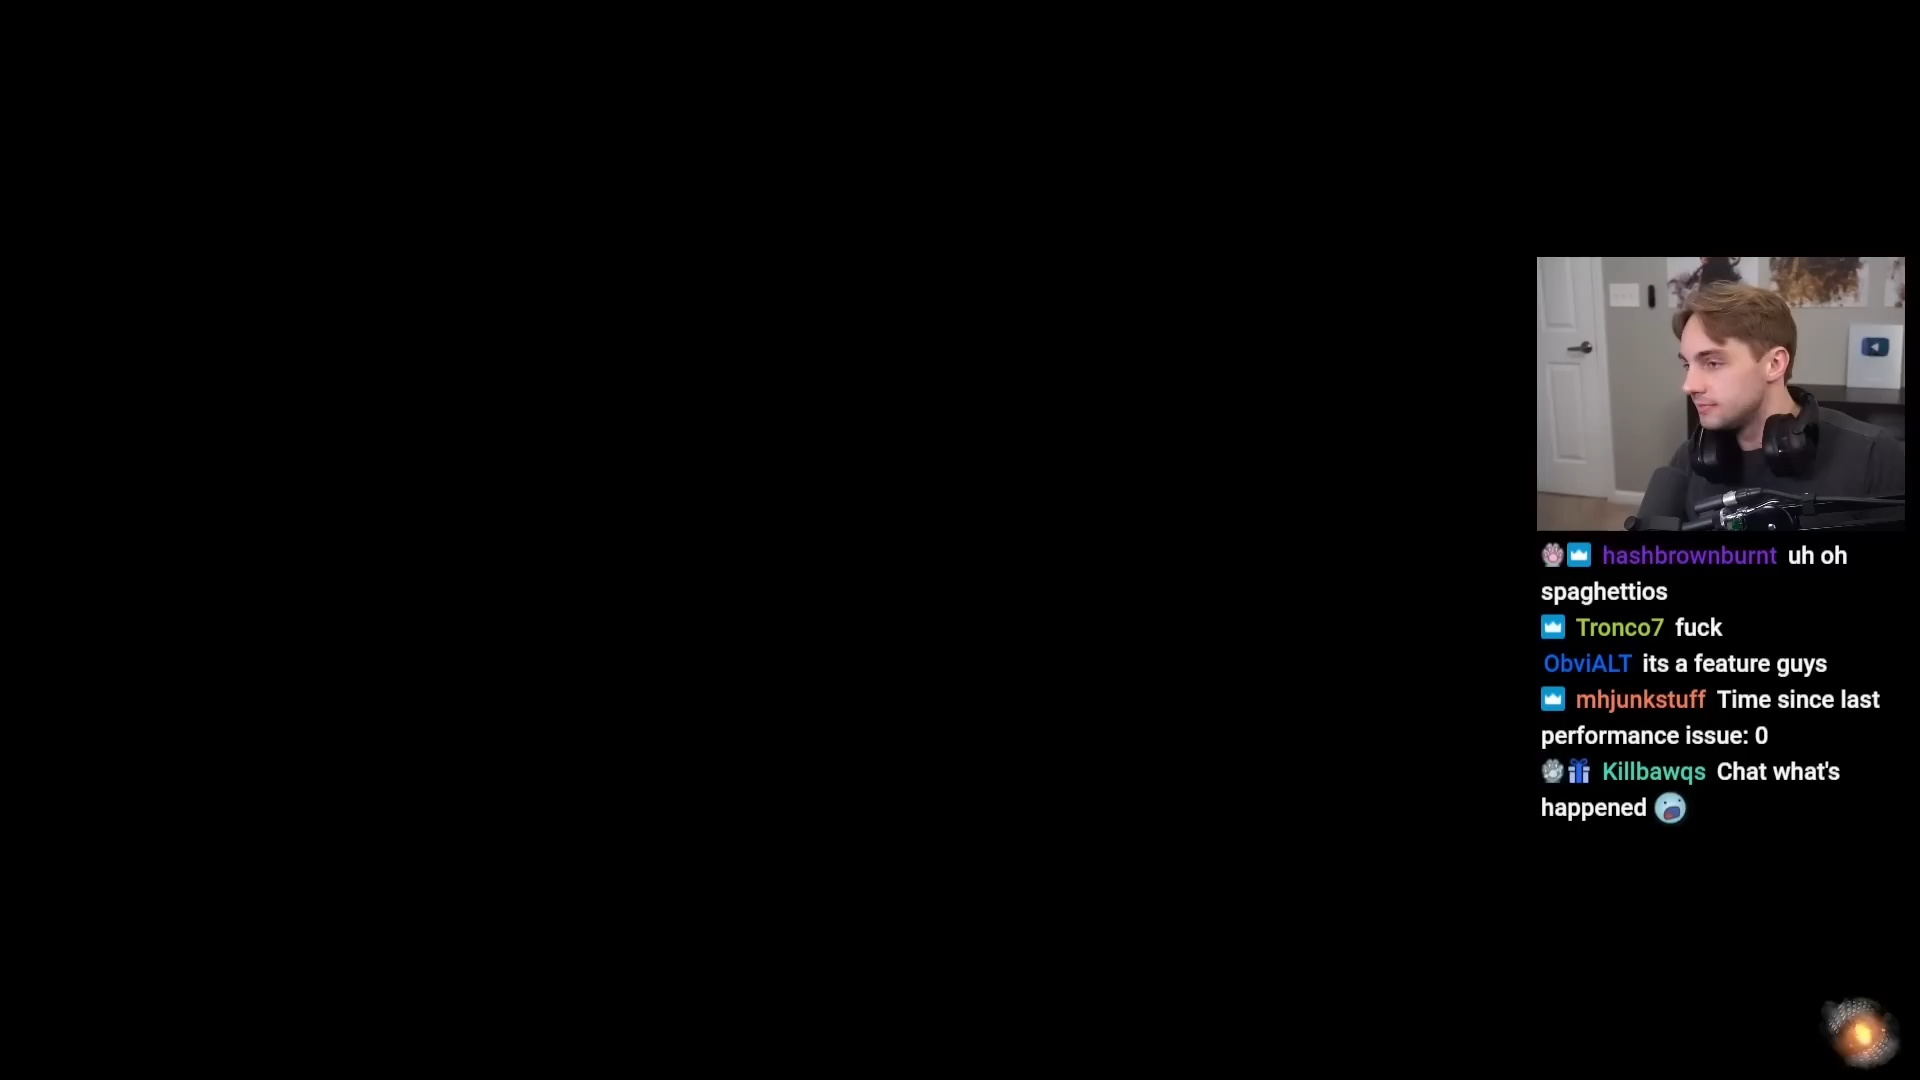 hashbrownburnt uh oh
spaghettios
Tronco7 fuck
ObviALT its a feature guys
mhjunkstuff Time since last
performance issue: 0
Killbawqs Chat what's
happened